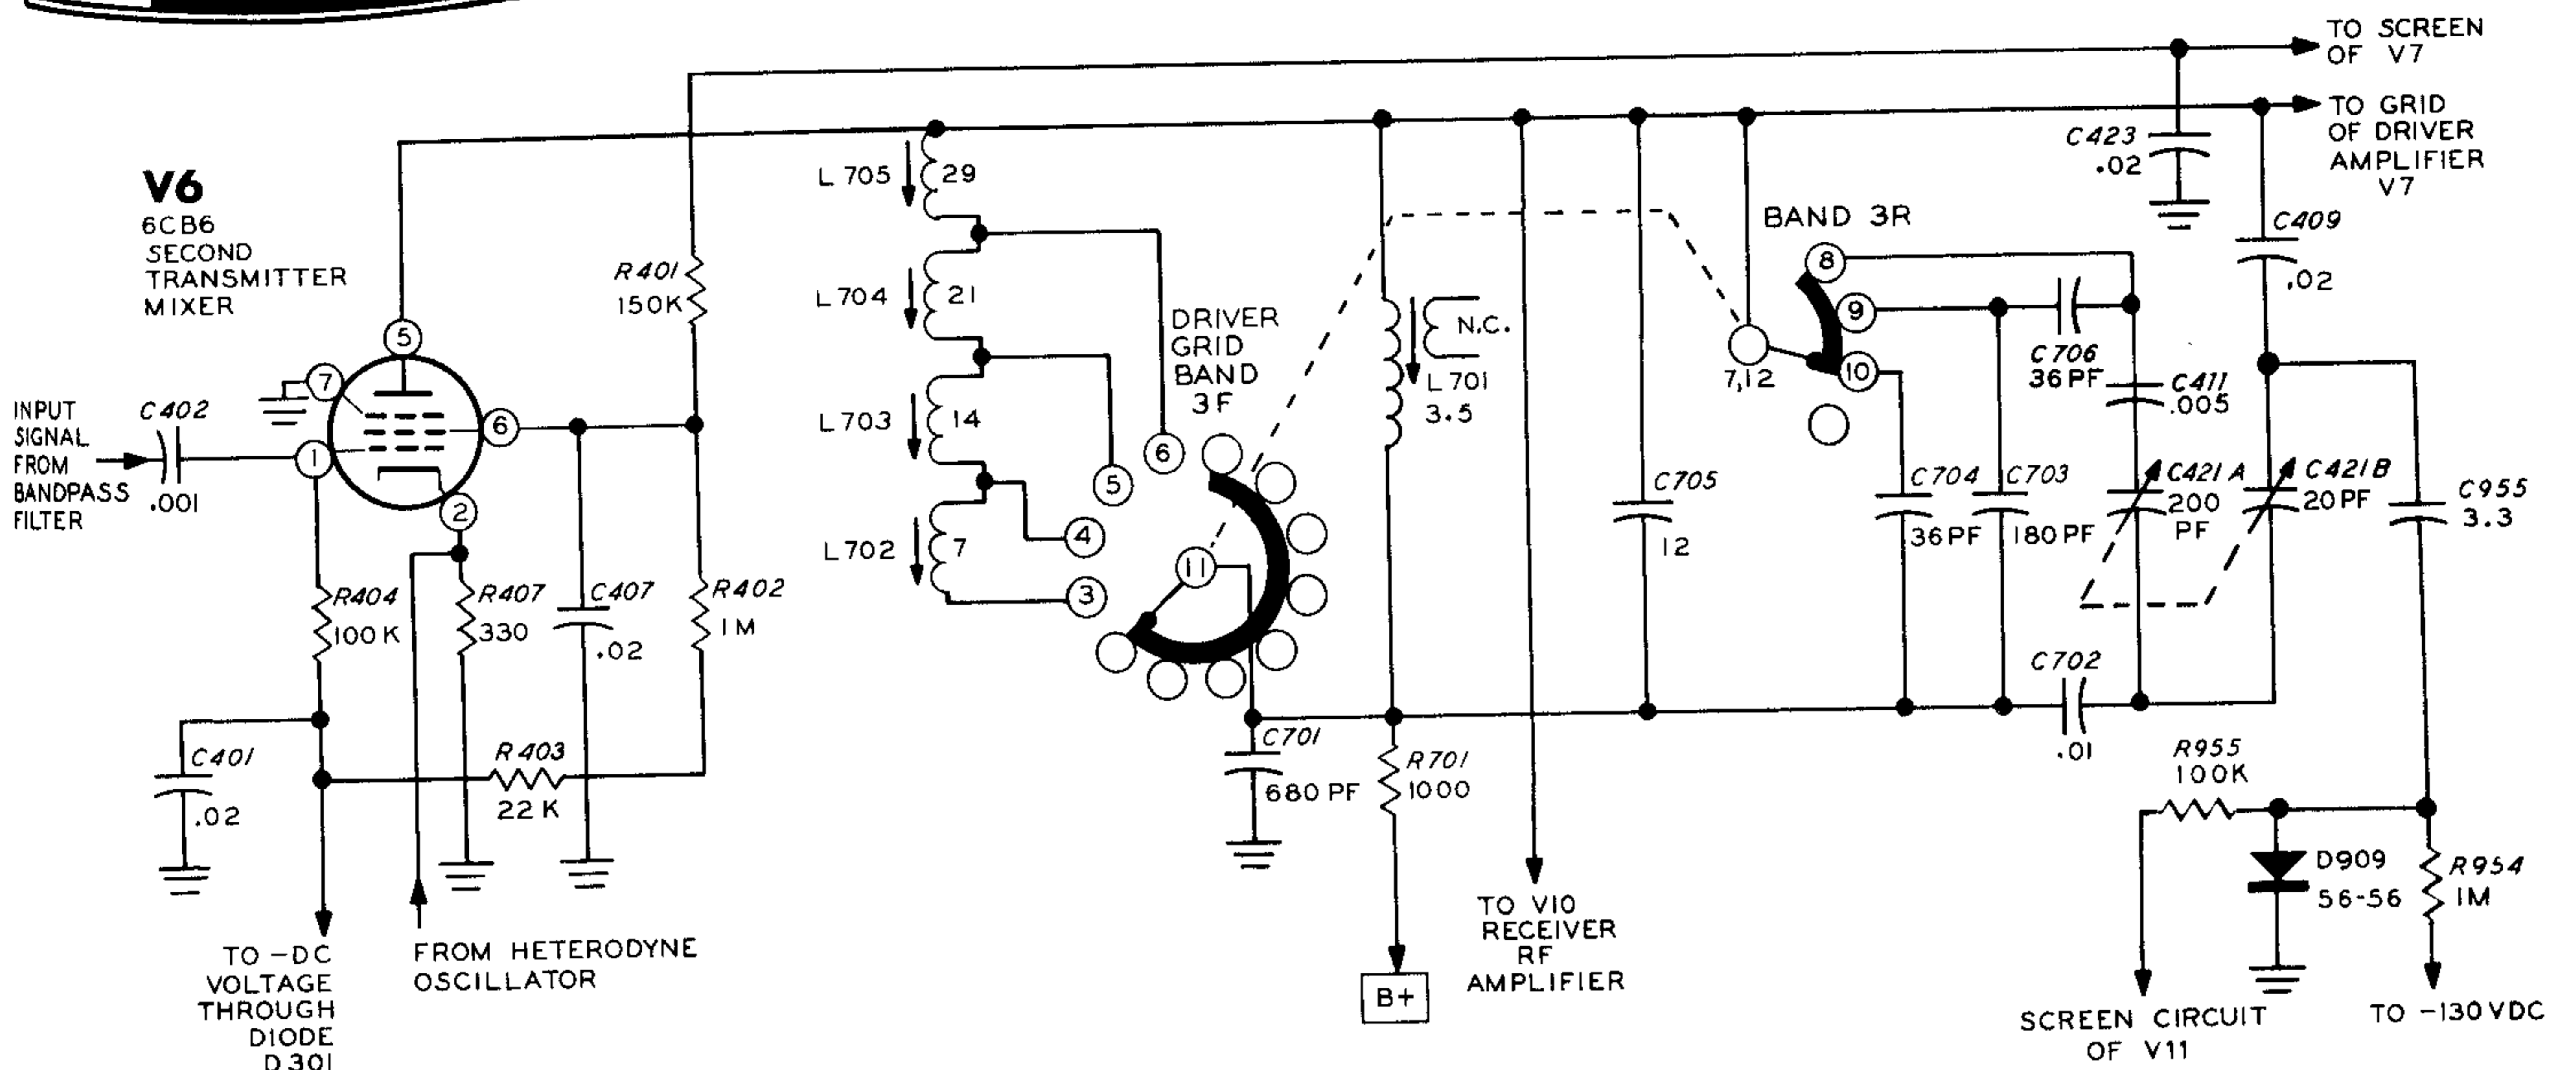 TO SCREEN
OF V7
TO GRID
OF DRIVER
AMPLIFIER
V7
C423
.02
C409
.02
V6
6CB6
SECOND
TRANSMITTER
MIXER
L705
29
L704
21
L703
14
L702
7
R401
150K
DRIVER
GRID
BAND
3F
BAND 3R
N.C.
L701
3.5
7,12
8
9
10
C706
36PF
C411
.005
5
7
6
1
2
INPUT
SIGNAL
FROM
BANDPASS
FILTER
C402
.001
6
5
4
3
11
C705
12
C704
36PF
C703
180PF
C421A
200
PF
C421B
20PF
C955
3.3
R404
100K
R407
330
C407
.02
R402
1M
C702
.01
C401
.02
R403
22K
C701
680PF
R701
1000
R955
100K
D909
56-56
R954
1M
TO -DC
VOLTAGE
THROUGH
DIODE
D301
FROM HETERODYNE
OSCILLATOR
B+
TO V10
RECEIVER
RF
AMPLIFIER
SCREEN CIRCUIT
OF V11
TO -130VDC